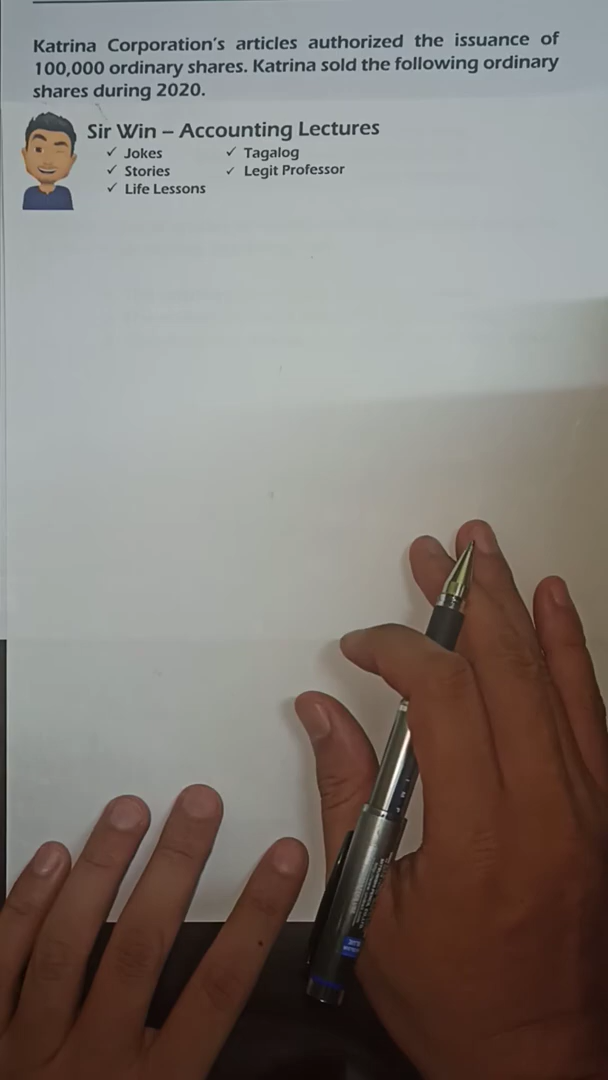 Katrina Corporation's articles authorized the issuance of
100,000 ordinary shares. Katrina sold the following ordinary
shares during 2020.
Sir Win – Accounting Lectures
✓ Jokes ✓ Tagalog
✓ Stories ✓ Legit Professor
✓ Life Lessons